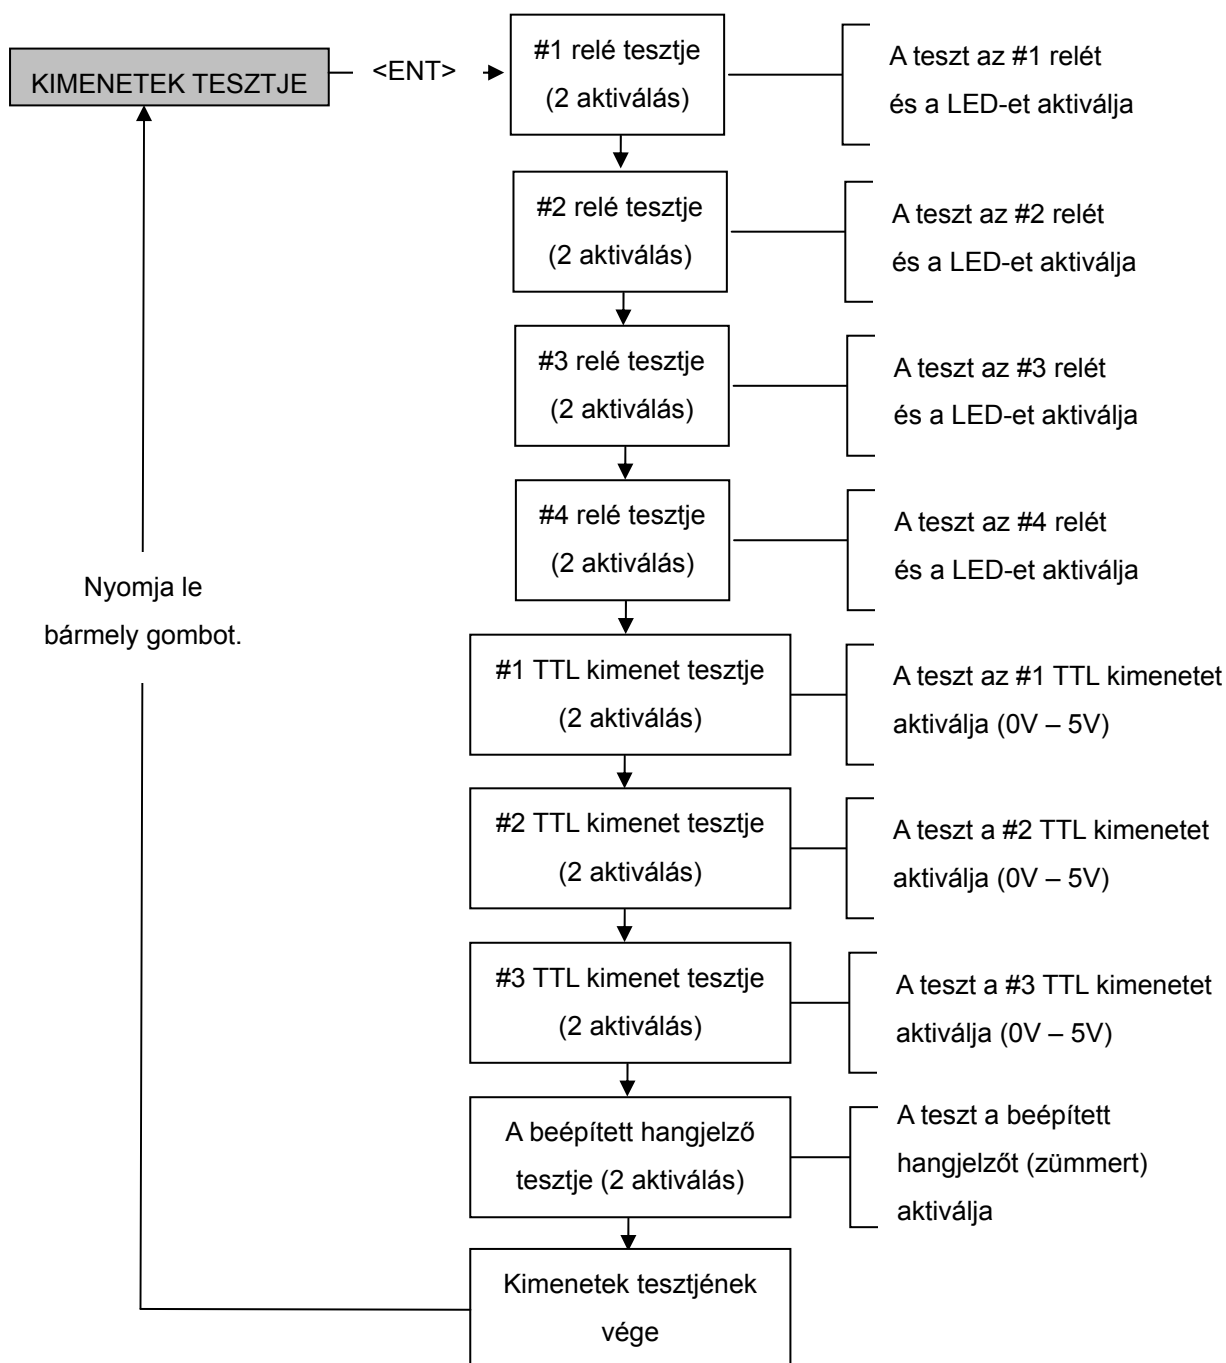 KIMENETEK TESZTJE
<ENT>
#1 relé tesztje
(2 aktiválás)
A teszt az #1 relét
és a LED-et aktiválja
#2 relé tesztje
(2 aktiválás)
A teszt az #2 relét
és a LED-et aktiválja
#3 relé tesztje
(2 aktiválás)
A teszt az #3 relét
és a LED-et aktiválja
#4 relé tesztje
(2 aktiválás)
A teszt az #4 relét
és a LED-et aktiválja
Nyomja le
bármely gombot.
#1 TTL kimenet tesztje
(2 aktiválás)
A teszt az #1 TTL kimenetet
aktiválja (0V – 5V)
#2 TTL kimenet tesztje
(2 aktiválás)
A teszt a #2 TTL kimenetet
aktiválja (0V – 5V)
#3 TTL kimenet tesztje
(2 aktiválás)
A teszt a #3 TTL kimenetet
aktiválja (0V – 5V)
A beépített hangjelző
tesztje (2 aktiválás)
A teszt a beépített
hangjelzőt (zümmert)
aktiválja
Kimenetek tesztjének
vége